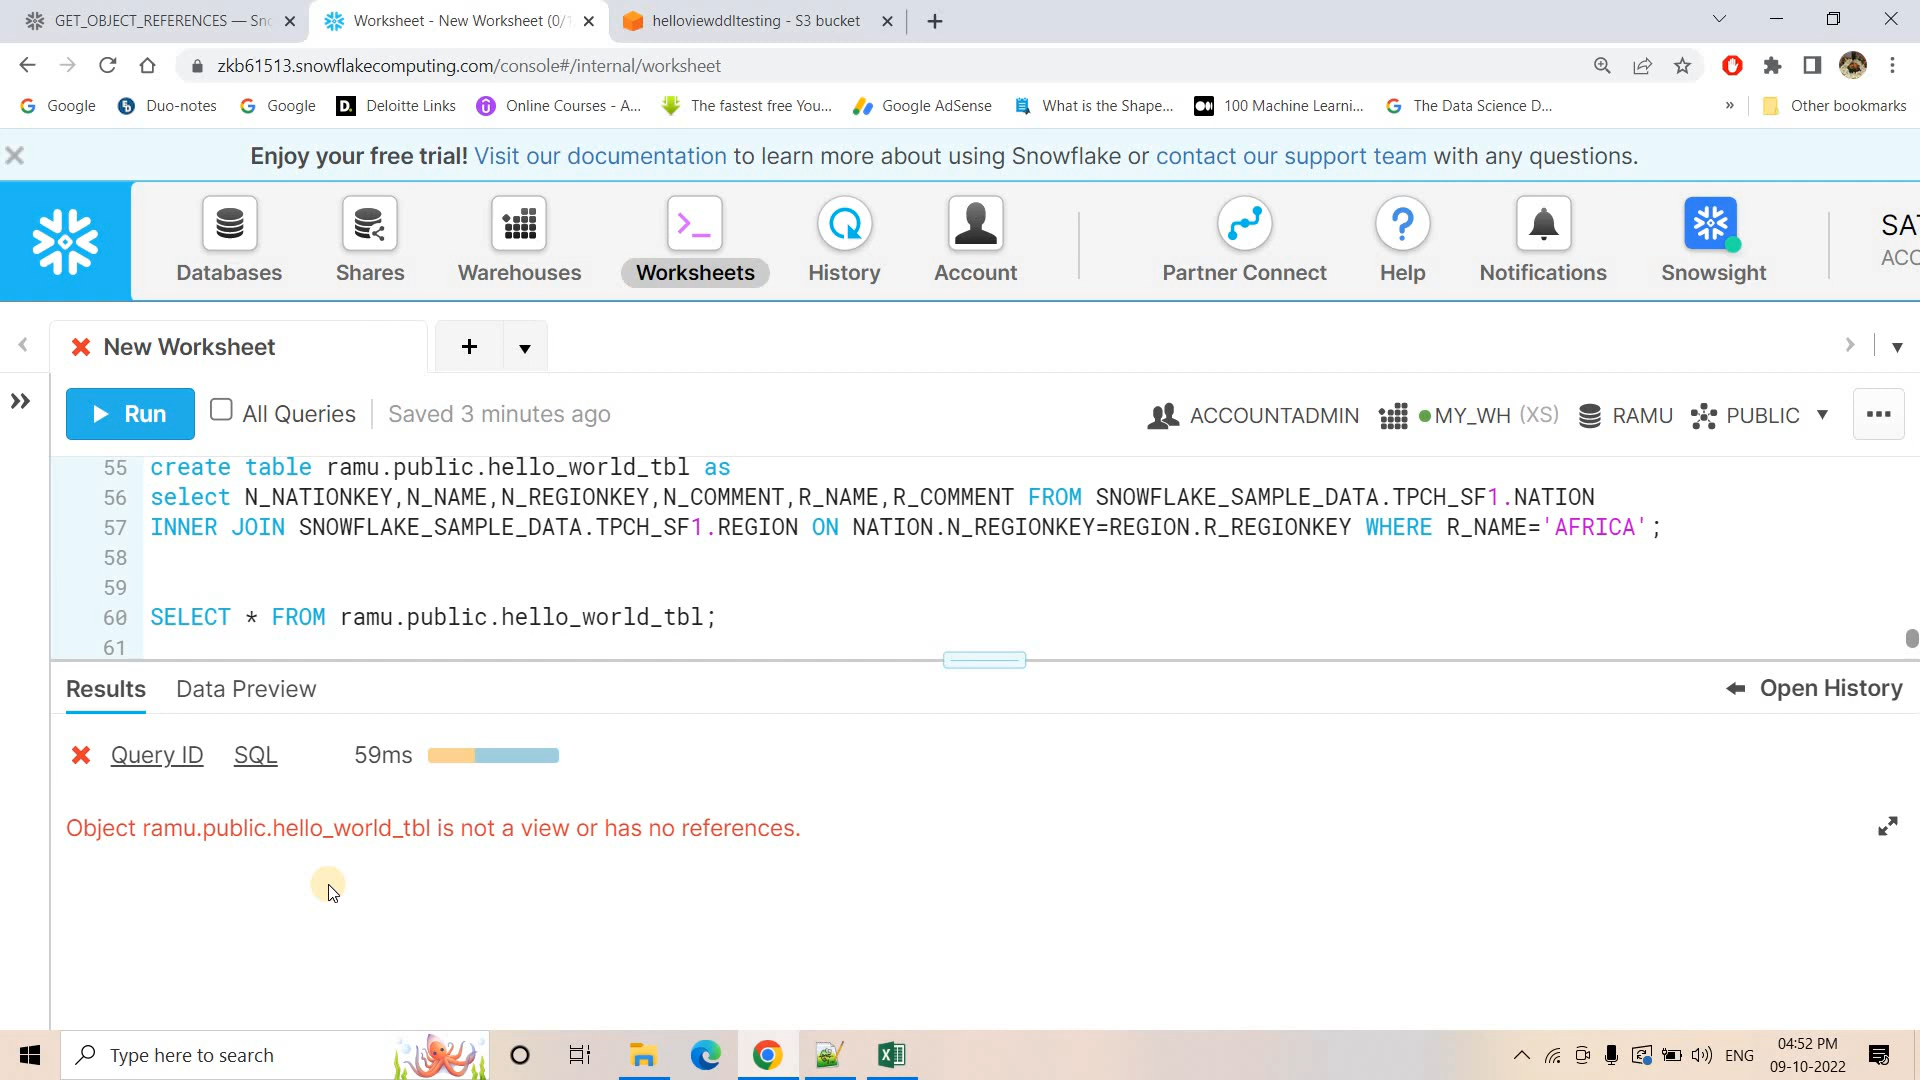 GET_OBJECT_REFERENCES — Sno
Worksheet - New Worksheet (0/1
helloviewddltesting - S3 bucket
zkb61513.snowflakecomputing.com/console#/internal/worksheet
Google
Duo-notes
Google
D.
Deloitte Links
Online Courses - A...
The fastest free You...
Google AdSense
What is the Shape...
100 Machine Learni...
The Data Science D...
»
Other bookmarks
Enjoy your free trial! Visit our documentation to learn more about using Snowflake or contact our support team with any questions.
Databases
Shares
Warehouses
Worksheets
History
Account
Partner Connect
Help
Notifications
Snowsight
SAT
ACC
New Worksheet
Run
All Queries
Saved 3 minutes ago
ACCOUNTADMIN
MY_WH (XS)
RAMU
PUBLIC
55 create table ramu.public.hello_world_tbl as
56 select N_NATIONKEY,N_NAME,N_REGIONKEY,N_COMMENT,R_NAME,R_COMMENT FROM SNOWFLAKE_SAMPLE_DATA.TPCH_SF1.NATION
57 INNER JOIN SNOWFLAKE_SAMPLE_DATA.TPCH_SF1.REGION ON NATION.N_REGIONKEY=REGION.R_REGIONKEY WHERE R_NAME='AFRICA';
58
59
60 SELECT * FROM ramu.public.hello_world_tbl;
61
Results
Data Preview
Open History
Query ID
SQL
59ms
Object ramu.public.hello_world_tbl is not a view or has no references.
Type here to search
ENG
04:52 PM
09-10-2022